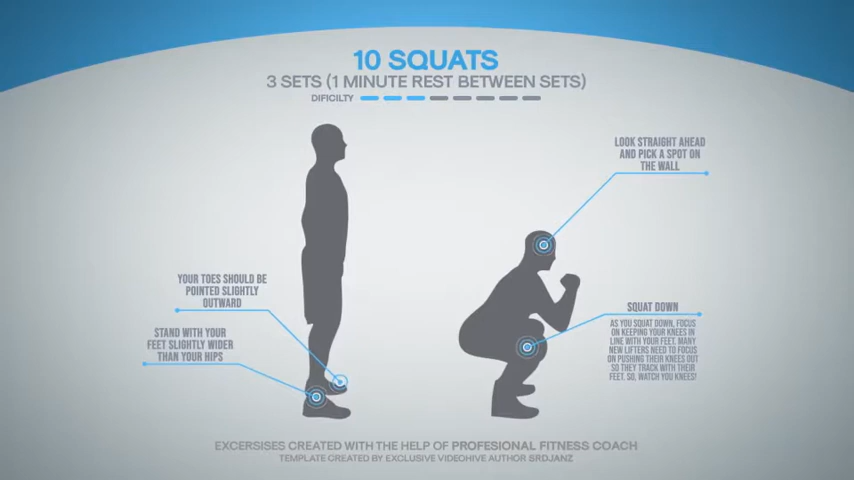 10 SQUATS
3 SETS (1 MINUTE REST BETWEEN SETS)
DIFICILTY
LOOK STRAIGHT AHEAD
AND PICK A SPOT ON
THE WALL
YOUR TOES SHOULD BE
POINTED SLIGHTLY
OUTWARD
STAND WITH YOUR
FEET SLIGHTLY WIDER
THAN YOUR HIPS
SQUAT DOWN
AS YOU SQUAT DOWN, FOCUS
ON KEEPING YOUR KNEES IN
LINE WITH YOUR FEET. MANY
NEW LIFTERS NEED TO FOCUS
ON PUSHING THEIR KNEES OUT
SO THEY TRACK WITH THEIR
FEET. SO, WATCH YOU KNEES!
EXCERSISES CREATED WITH THE HELP OF PROFESIONAL FITNESS COACH
TEMPLATE CREATED BY EXCLUSIVE VIDEOHIVE AUTHOR SRDJANZ